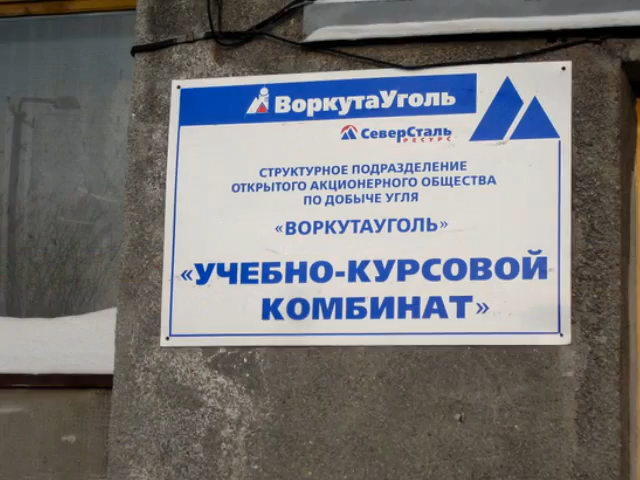 ВоркутаУголь
СеверСталь
РЕСУРС
СТРУКТУРНОЕ ПОДРАЗДЕЛЕНИЕ
ОТКРЫТОГО АКЦИОНЕРНОГО ОБЩЕСТВА
ПО ДОБЫЧЕ УГЛЯ
«ВОРКУТАУГОЛЬ»
«УЧЕБНО-КУРСОВОЙ
КОМБИНАТ»